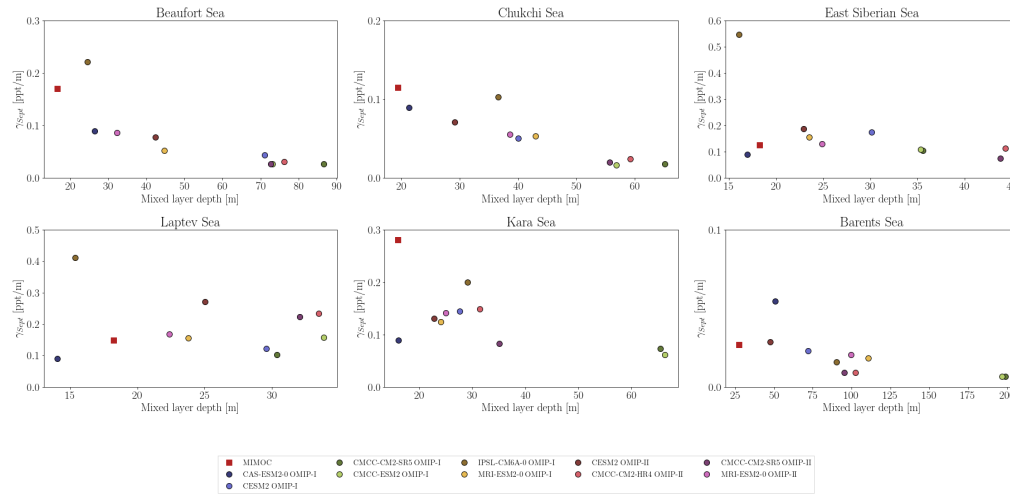 Beaufort Sea
Chukchi Sea
East Siberian Sea
0.3
0.2
0.1
0.0
γSept [ppt/m]
20 30 40 50 60 70 80 90
Mixed layer depth [m]
0.2
0.1
0.0
γSept [ppt/m]
20 30 40 50 60
Mixed layer depth [m]
0.6
0.5
0.4
0.3
0.2
0.1
0.0
γSept [ppt/m]
15 20 25 30 35 40
Mixed layer depth [m]
Laptev Sea
Kara Sea
Barents Sea
0.5
0.4
0.3
0.2
0.1
0.0
γSept [ppt/m]
15 20 25 30
Mixed layer depth [m]
0.3
0.2
0.1
0.0
γSept [ppt/m]
20 30 40 50 60
Mixed layer depth [m]
0.1
0.0
γSept [ppt/m]
25 50 75 100 125 150 175 200
Mixed layer depth [m]
MIMOC
CAS-ESM2-0 OMIP-I
CESM2 OMIP-I
CMCC-CM2-SR5 OMIP-I
CMCC-ESM2 OMIP-I
IPSL-CM6A-0 OMIP-I
MRI-ESM2-0 OMIP-I
CESM2 OMIP-II
CMCC-CM2-HR4 OMIP-II
CMCC-CM2-SR5 OMIP-II
MRI-ESM2-0 OMIP-II